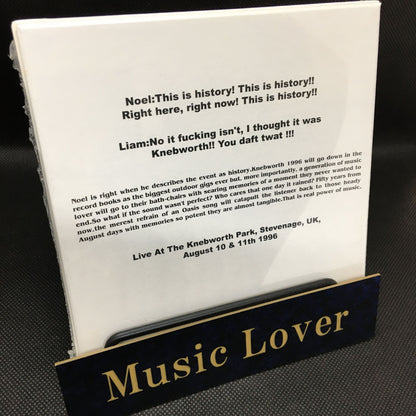 Noel:This is history! This is history!!
Right here, right now! This is history!!
Liam:No it fucking isn't, I thought it was
Knebworth!! You daft twat !!!
Noel is right when he describes the event as history.Knebworth 1996 will go down in the
record books as the biggest outdoor gigs ever but, more importantly, a generation of music
lover will go to their bath-chairs with searing memories of a moment they never wanted to
end.So what if the sound wasn't perfect? Who cares that one day it rained? Fifty years from
now.the merest refrain of an Oasis song will catapult the listener back to those heady
August days with memories so potent they are almost tangible.That is real power of music.
Live At The Knebworth Park, Stevenage, UK,
August 10 & 11th 1996
Music Lover